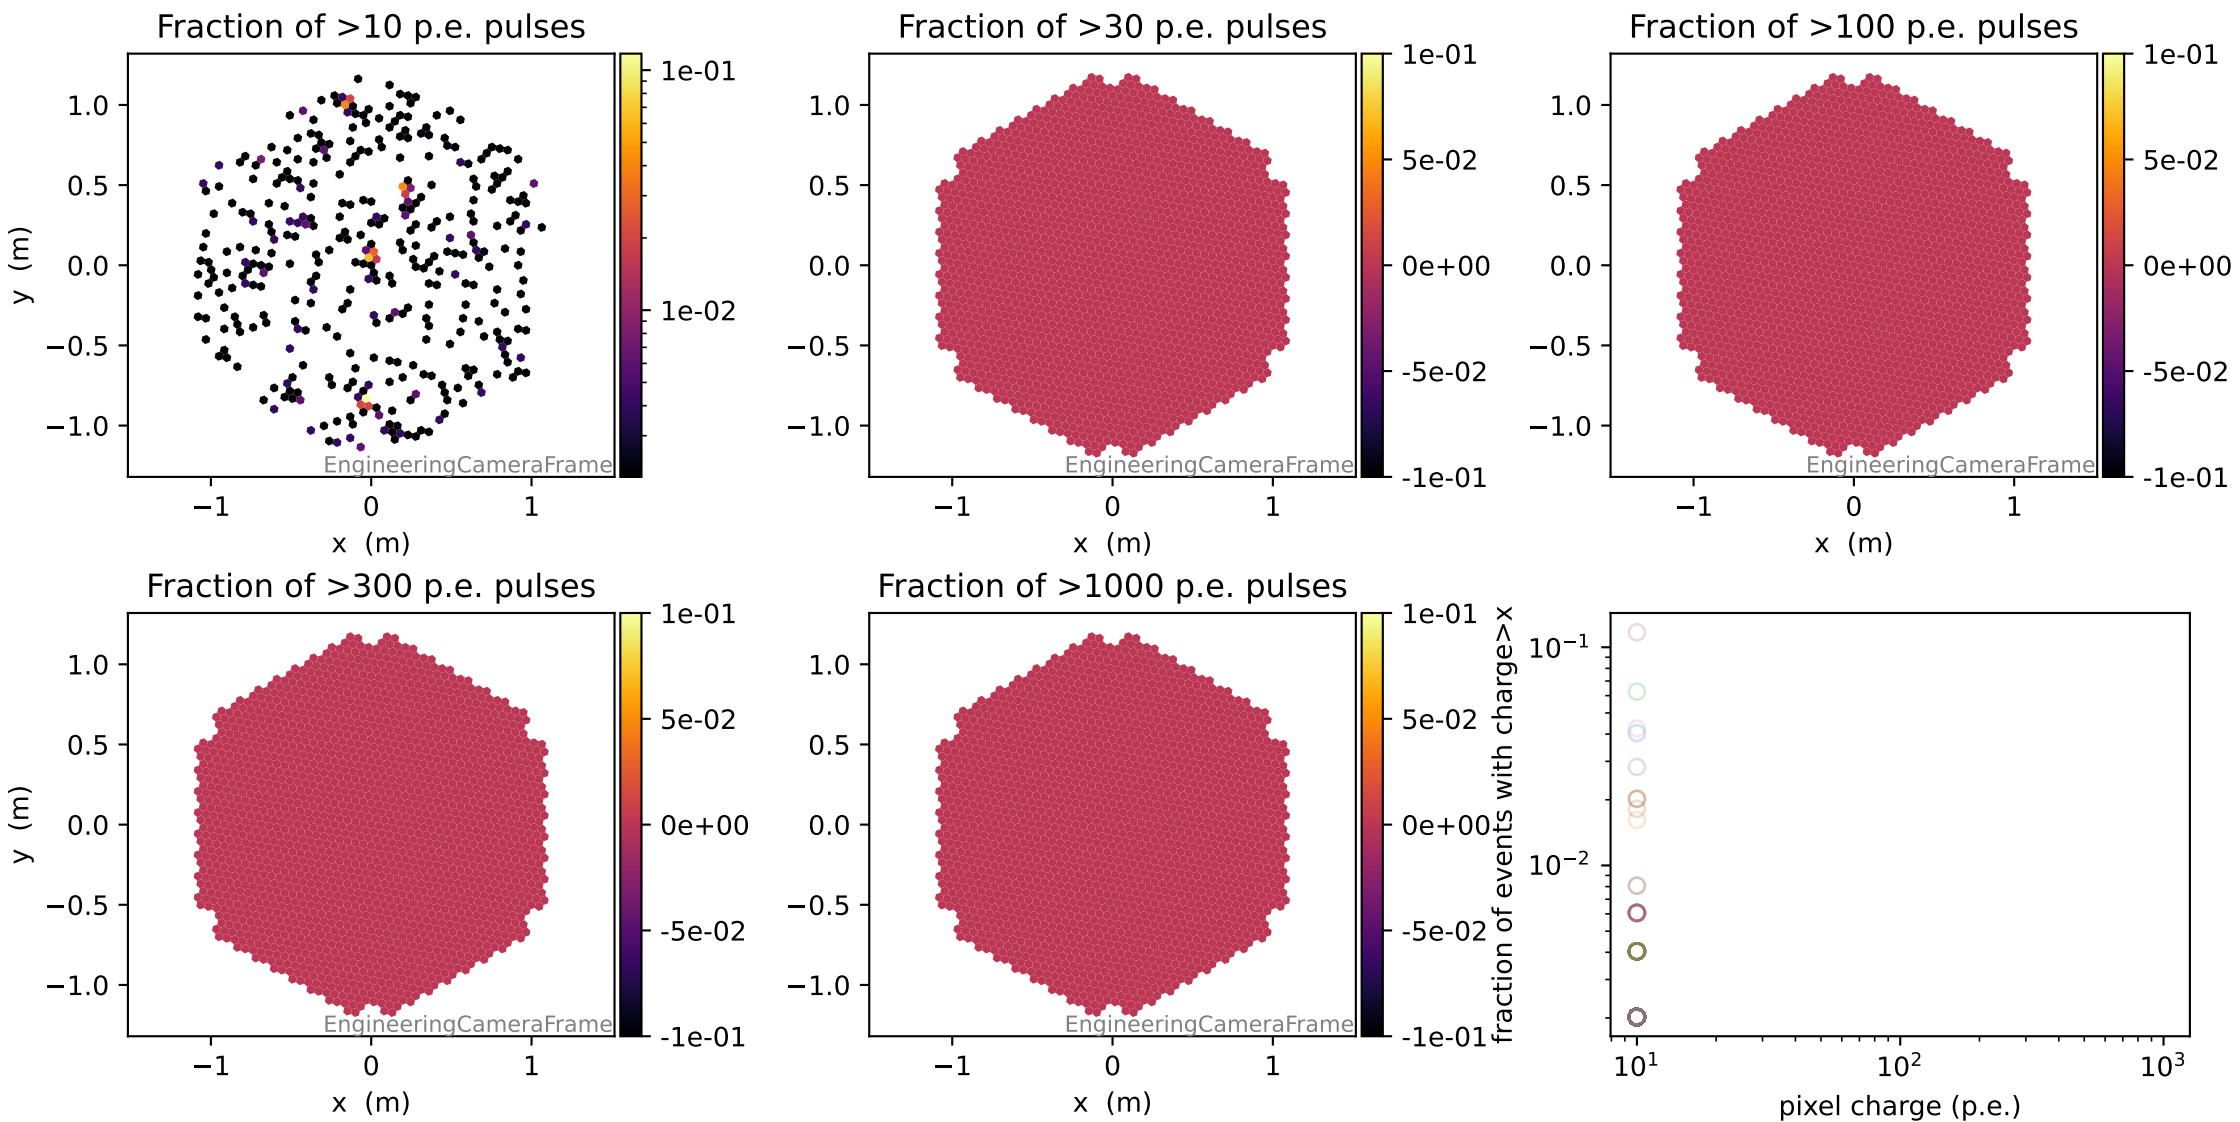 Fraction of >10 p.e. pulses
1.0
0.5
0.0
−0.5
−1.0
y (m)
−1
0
1
x (m)
EngineeringCameraFrame
1e-01
1e-02
Fraction of >30 p.e. pulses
1.0
0.5
0.0
−0.5
−1.0
−1
0
1
x (m)
EngineeringCameraFrame
1e-01
5e-02
0e+00
-5e-02
-1e-01
Fraction of >100 p.e. pulses
1.0
0.5
0.0
−0.5
−1.0
−1
0
1
x (m)
EngineeringCameraFrame
1e-01
5e-02
0e+00
-5e-02
-1e-01
Fraction of >300 p.e. pulses
1.0
0.5
0.0
−0.5
−1.0
y (m)
−1
0
1
x (m)
EngineeringCameraFrame
1e-01
5e-02
0e+00
-5e-02
-1e-01
Fraction of >1000 p.e. pulses
1.0
0.5
0.0
−0.5
−1.0
−1
0
1
x (m)
EngineeringCameraFrame
1e-01
5e-02
0e+00
-5e-02
-1e-01
fraction of events with charge>x
10⁻¹
10⁻²
10¹
10²
10³
pixel charge (p.e.)